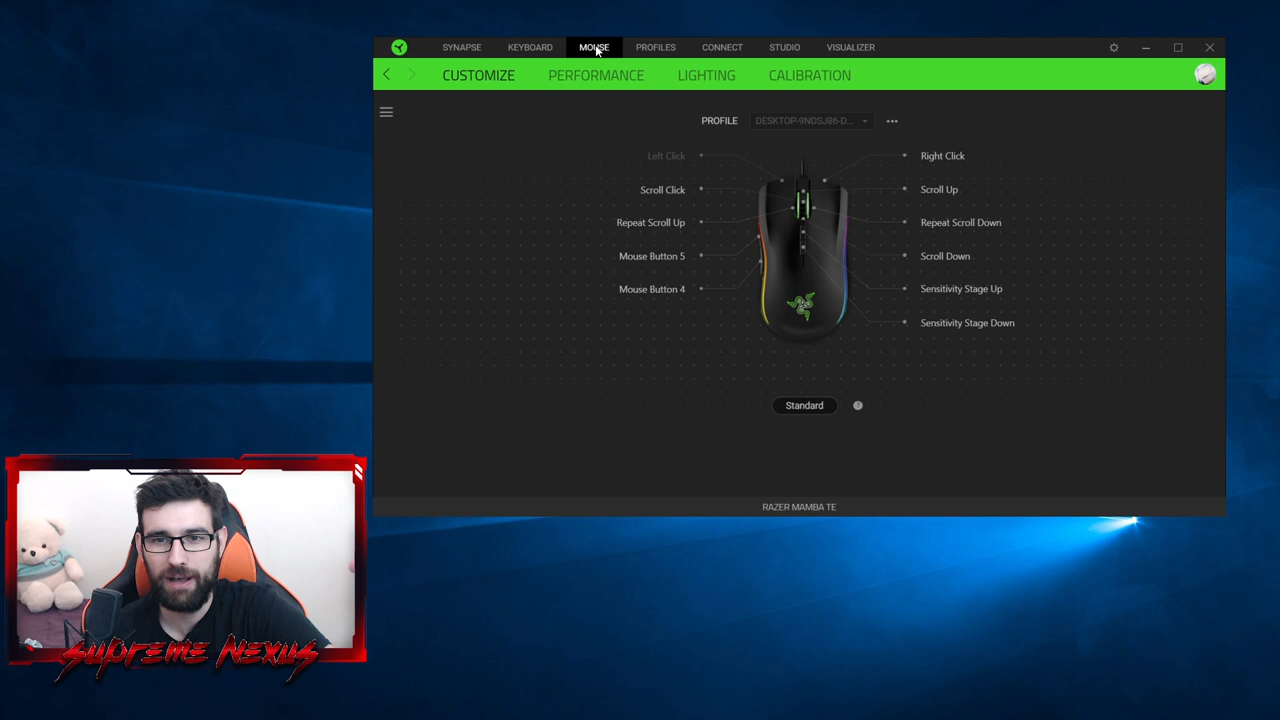 SYNAPSE KEYBOARD MOUSE PROFILES CONNECT STUDIO VISUALIZER
CUSTOMIZE PERFORMANCE LIGHTING CALIBRATION
PROFILE DESKTOP-9NDSJ86-D...
Left Click Right Click
Scroll Click Scroll Up
Repeat Scroll Up Repeat Scroll Down
Mouse Button 5 Scroll Down
Mouse Button 4 Sensitivity Stage Up
Sensitivity Stage Down
Standard ?
RAZER MAMBA TE
Supreme Nexus